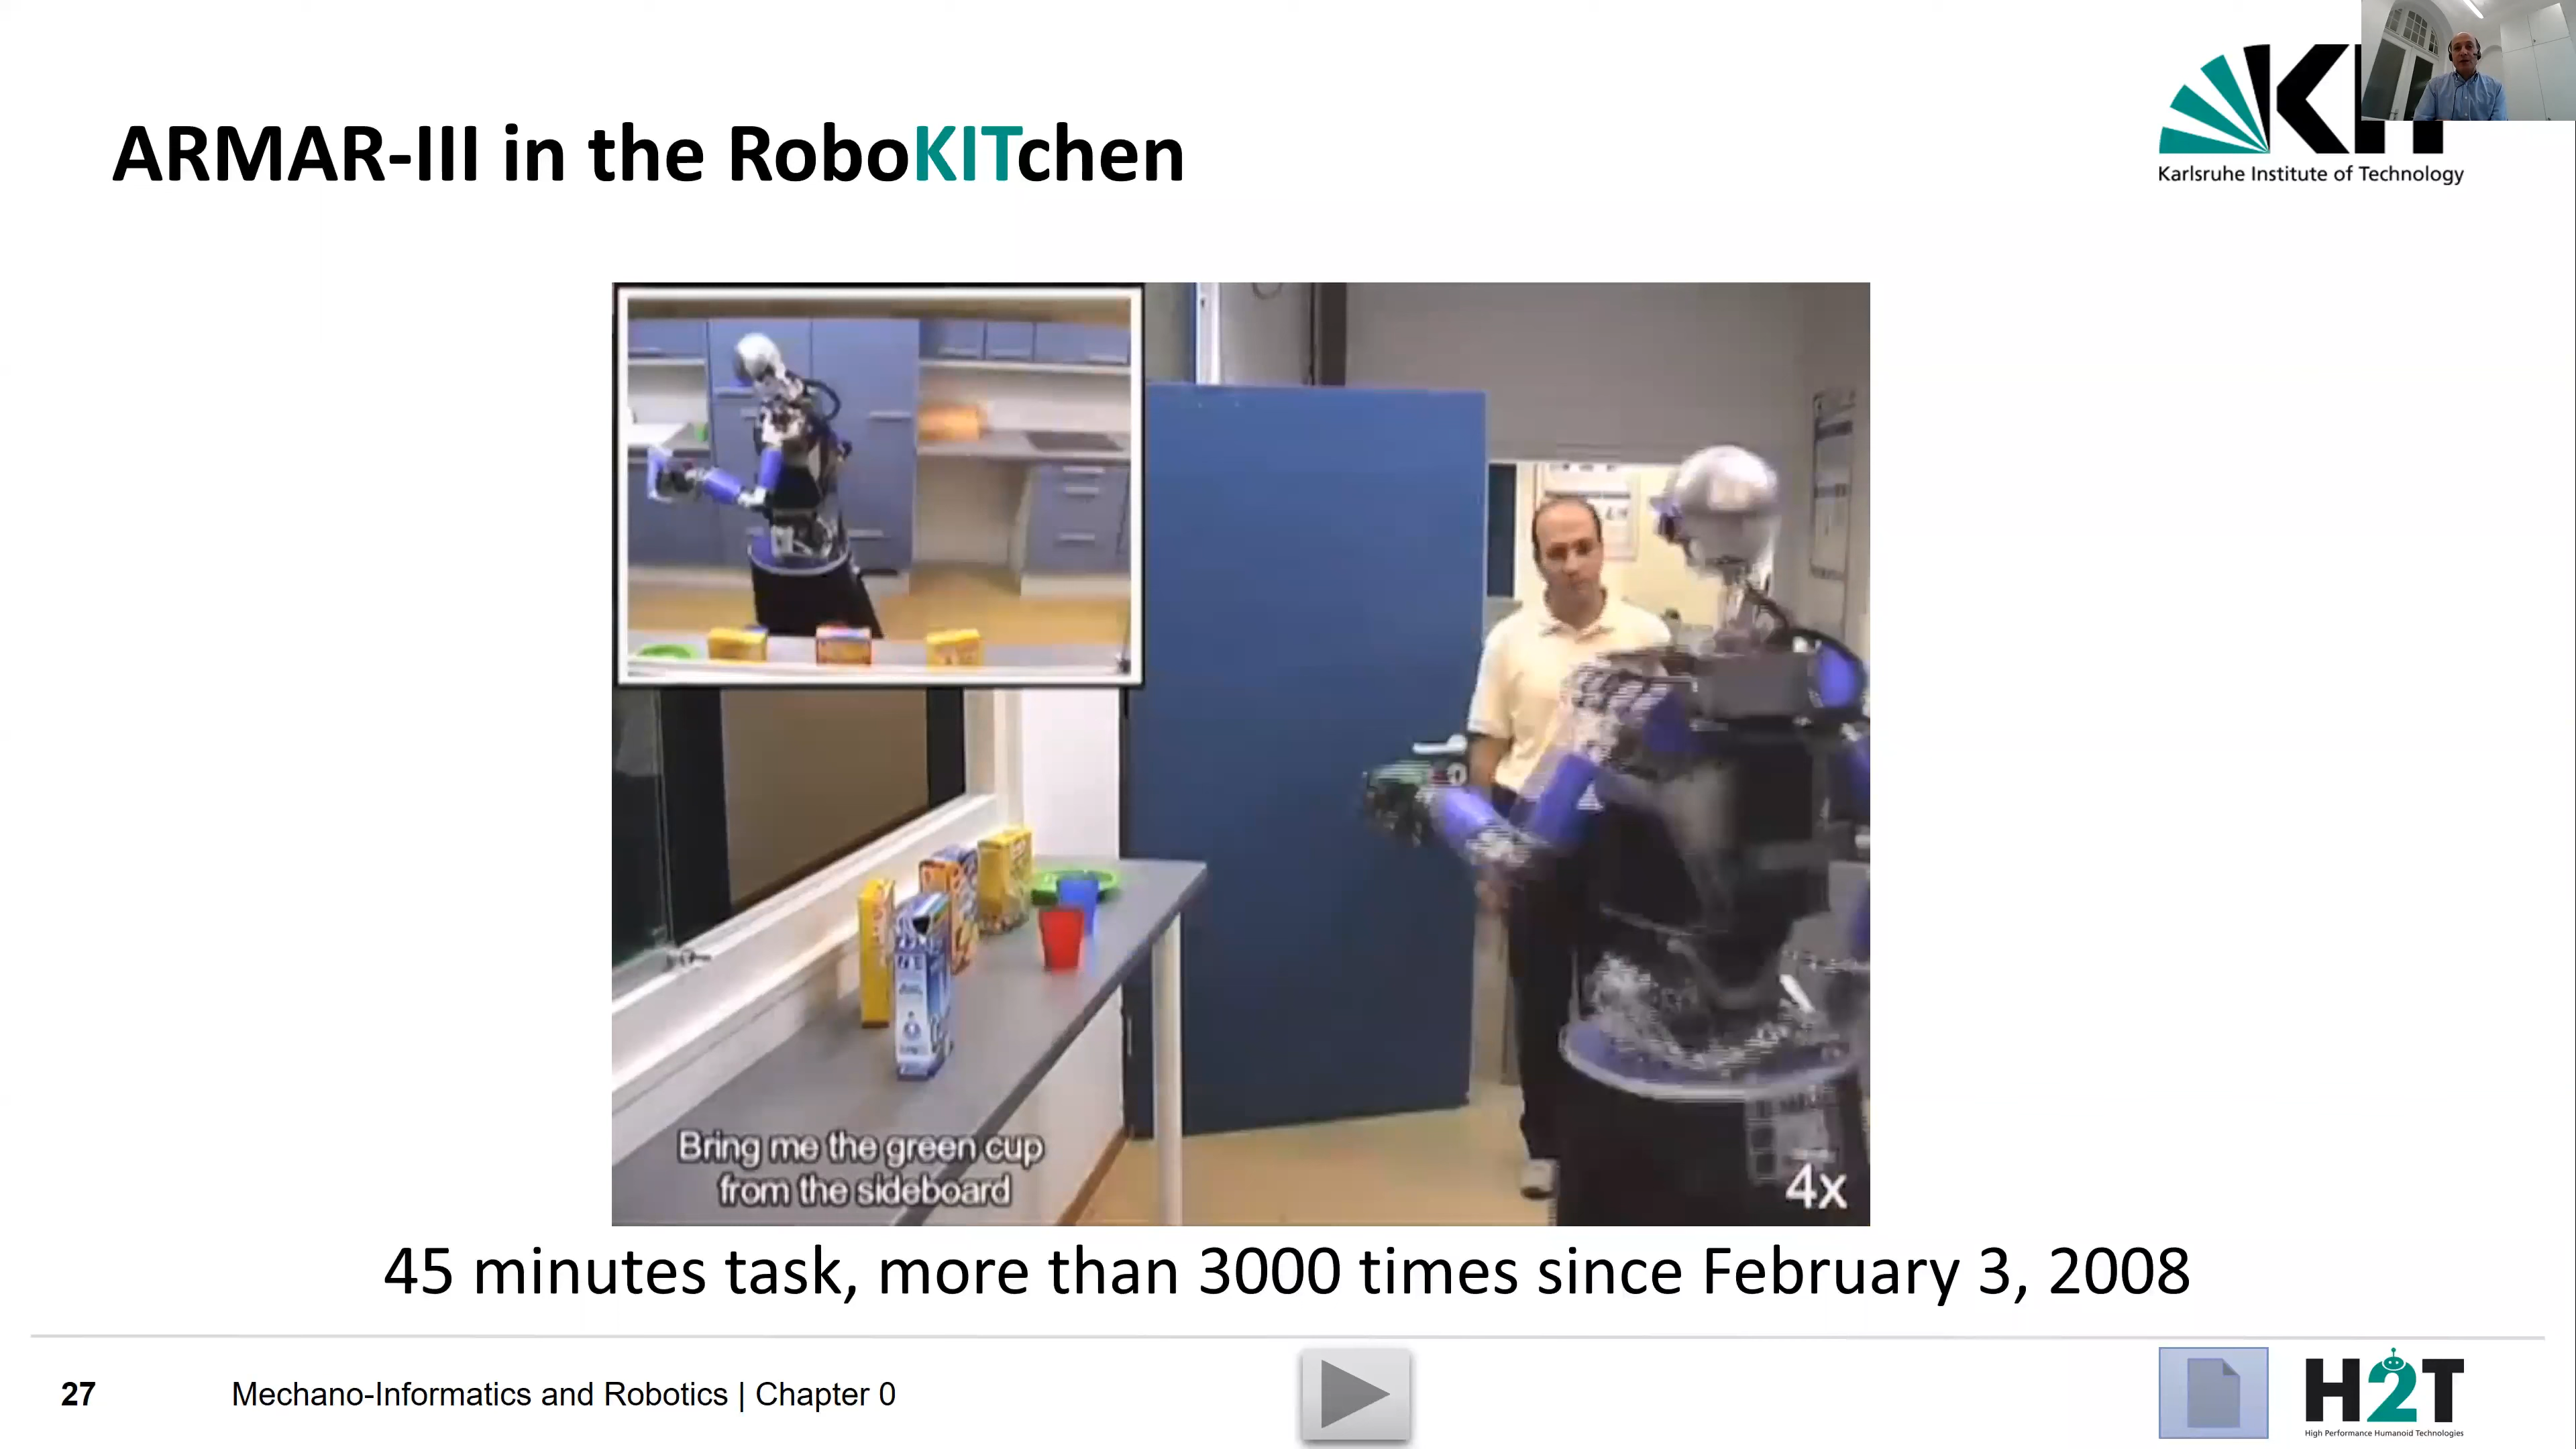 ARMAR-III in the RoboKITchen
Karlsruhe Institute of Technology
Bring me the green cup
from the sideboard
4x
45 minutes task, more than 3000 times since February 3, 2008
27
Mechano-Informatics and Robotics | Chapter 0
H2T
High Performance Humanoid Technologies